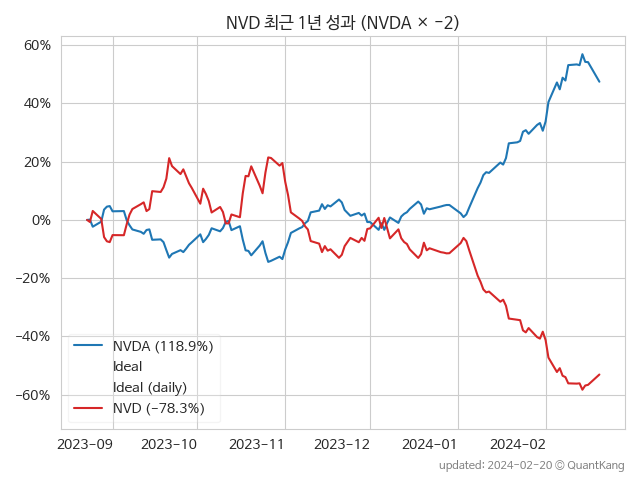 NVD 최근 1년 성과 (NVDA × −2)
60%
40%
20%
0%
−20%
−40%
−60%
NVDA (118.9%)
Ideal
Ideal (daily)
NVD (−78.3%)
2023−09 2023−10 2023−11 2023−12 2024−01 2024−02
updated: 2024−02−20 © QuantKang